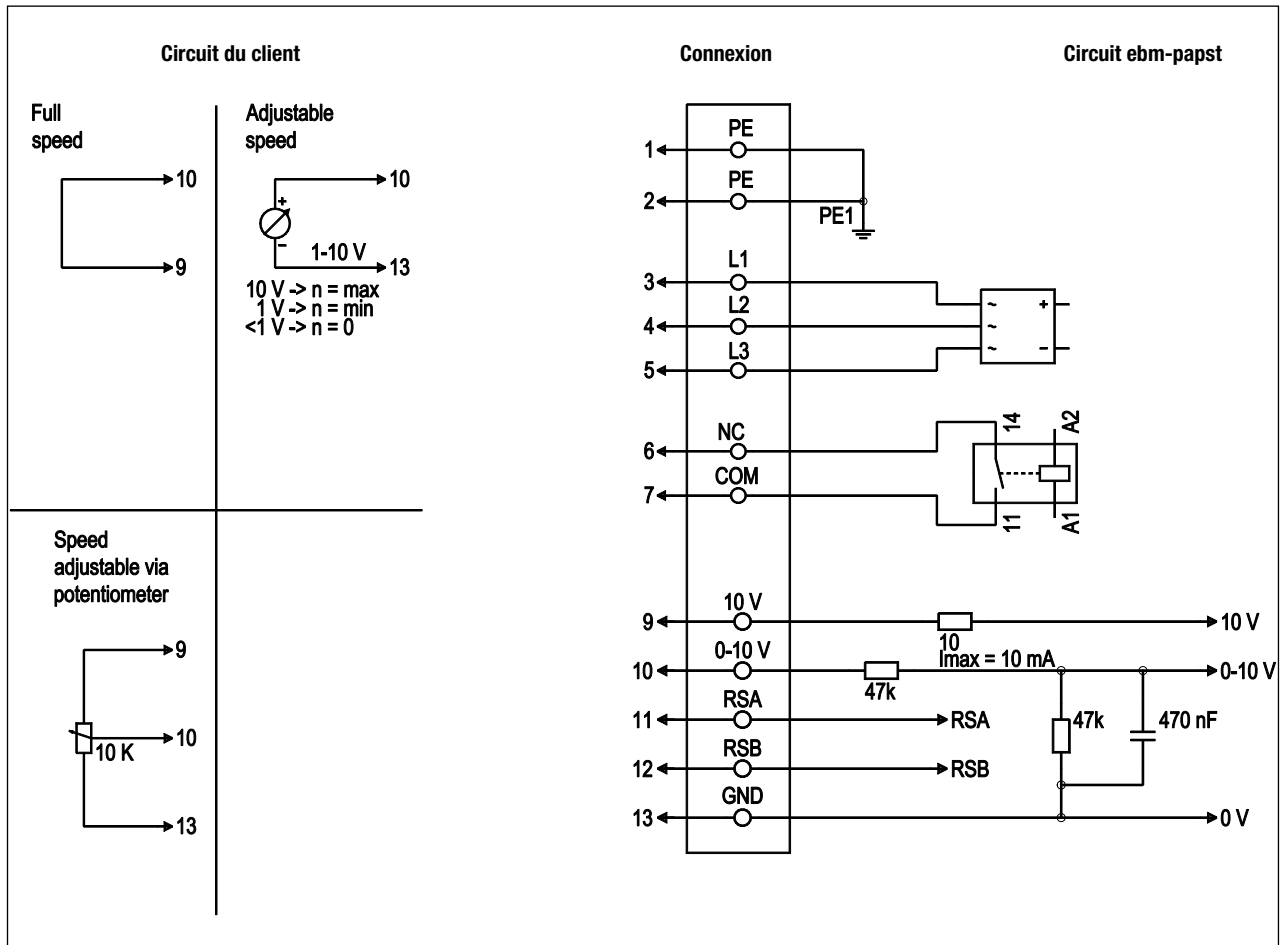 Circuit du client
Connexion
Circuit ebm-papst
Full
speed
10
9
Adjustable
speed
10
+
−
1-10 V
13
10 V -> n = max
1 V -> n = min
<1 V -> n = 0
Speed
adjustable via
potentiometer
9
10
10 K
13
1
PE
2
PE
PE1
3
L1
4
L2
5
L3
~
~
~
+
−
6
NC
7
COM
14
A2
11
A1
9
10 V
10
Imax = 10 mA
10 V
10
0-10 V
47k
0-10 V
11
RSA
RSA
47k
470 nF
12
RSB
RSB
13
GND
0 V